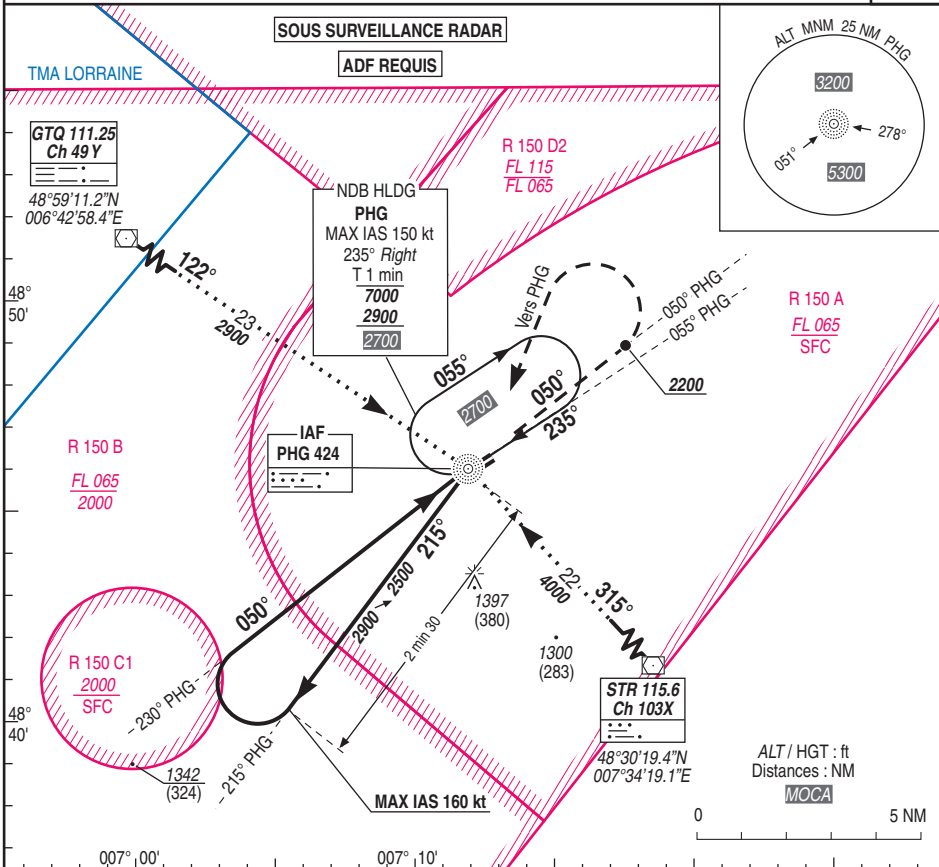 SOUS SURVEILLANCE RADAR
ADF REQUIS
ALT MNM 25 NM PHG
3200
278°
051°
5300
TMA LORRAINE
GTQ 111.25
Ch 49 Y
48°59'11.2"N
006°42'58.4"E
R 150 D2
FL 115
FL 065
NDB HLDG
PHG
MAX IAS 150 kt
235° Right
T 1 min
7000
2900
2700
122°
23
2900
48°
50'
Vers PHG
050° PHG
055° PHG
R 150 A
FL 065
SFC
2200
055°
2700
050°
235°
IAF
PHG 424
R 150 B
FL 065
2000
215°
2900
2500
2 min 30
1397
(380)
22
4000
315°
1300
(283)
050°
R 150 C1
2000
SFC
230° PHG
215° PHG
1342
(324)
STR 115.6
Ch 103X
48°30'19.4"N
007°34'19.1"E
48°
40'
MAX IAS 160 kt
ALT / HGT : ft
Distances : NM
MOCA
0
5 NM
007° 00'
007° 10'